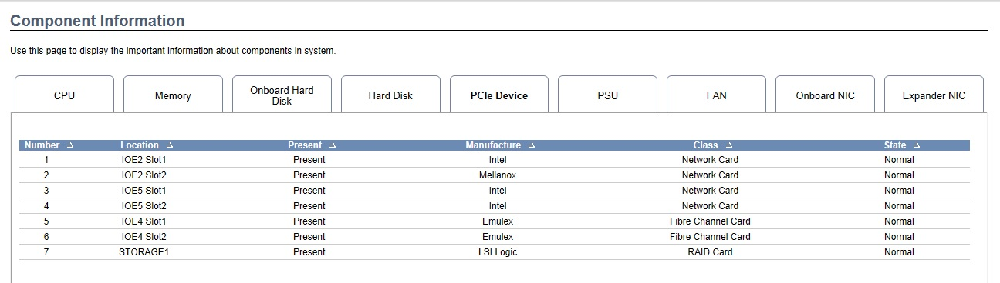 Component Information
Use this page to display the important information about components in system.
CPU Memory Onboard Hard Disk Hard Disk PCIe Device PSU FAN Onboard NIC Expander NIC
Number Location Present Manufacture Class State
1 IOE2 Slot1 Present Intel Network Card Normal
2 IOE2 Slot2 Present Mellanox Network Card Normal
3 IOE5 Slot1 Present Intel Network Card Normal
4 IOE5 Slot2 Present Intel Network Card Normal
5 IOE4 Slot1 Present Emulex Fibre Channel Card Normal
6 IOE4 Slot2 Present Emulex Fibre Channel Card Normal
7 STORAGE1 Present LSI Logic RAID Card Normal